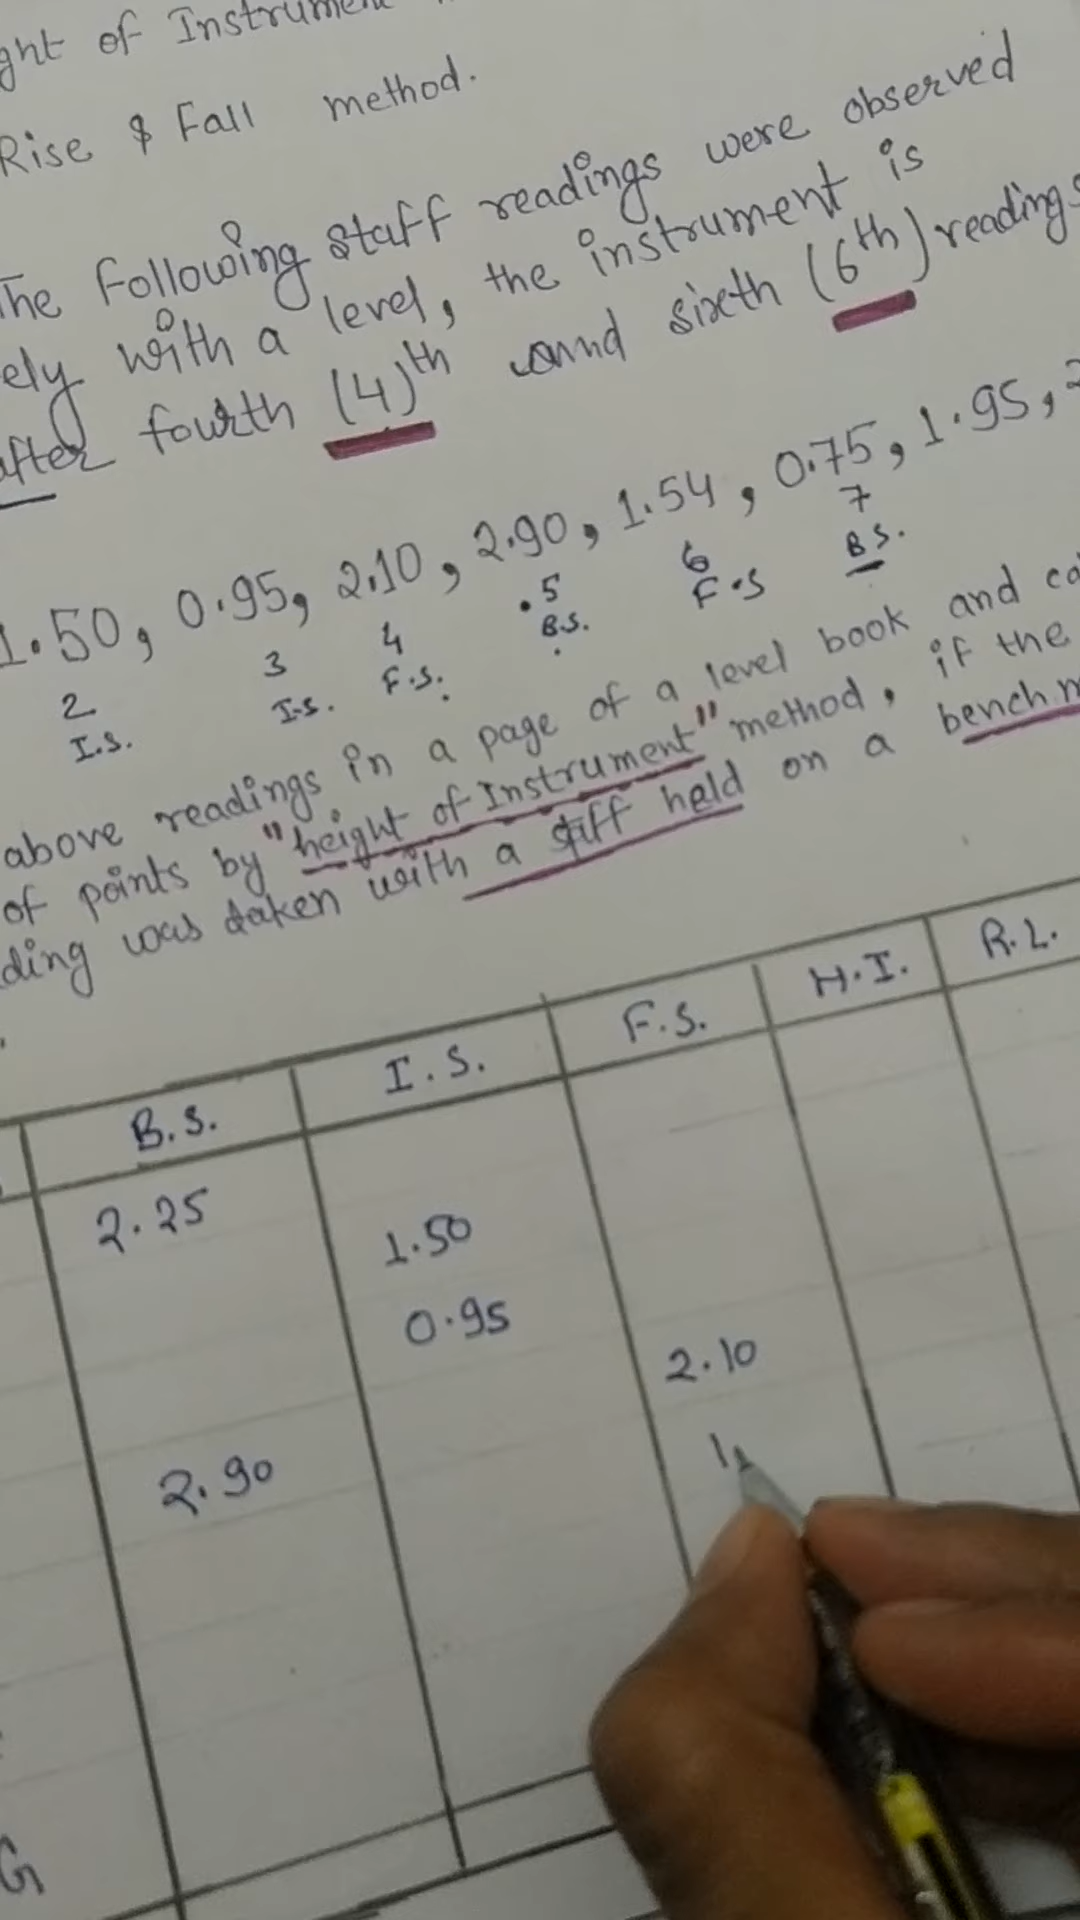 ght of Instrument
Rise & Fall method.
The following staff readings were observed
ely with a level, the instrument is
after fourth (4)th and sixth (6th) readings
1.50, 0.95, 2.10, 2.90, 1.54, 0.75, 1.95, 2
2 3 4 .5 6 7
I.S. I.S. F.S. B.S. F.S B.S.
above readings in a page of a level book and ca
of points by "height of Instrument" method, if the
ding was taken with a staff held on a bench m
B.S. I.S. F.S. H.I. R.L.
2.25
1.50
0.95
2.10
2.90
1.
G